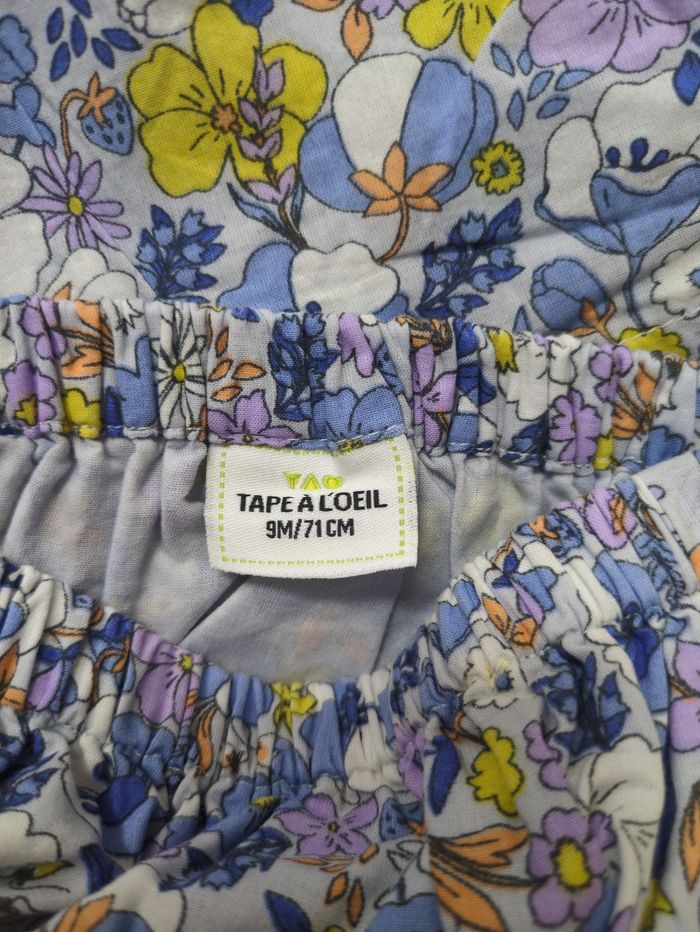 TAO
TAPE À L'OEIL
9M/71CM